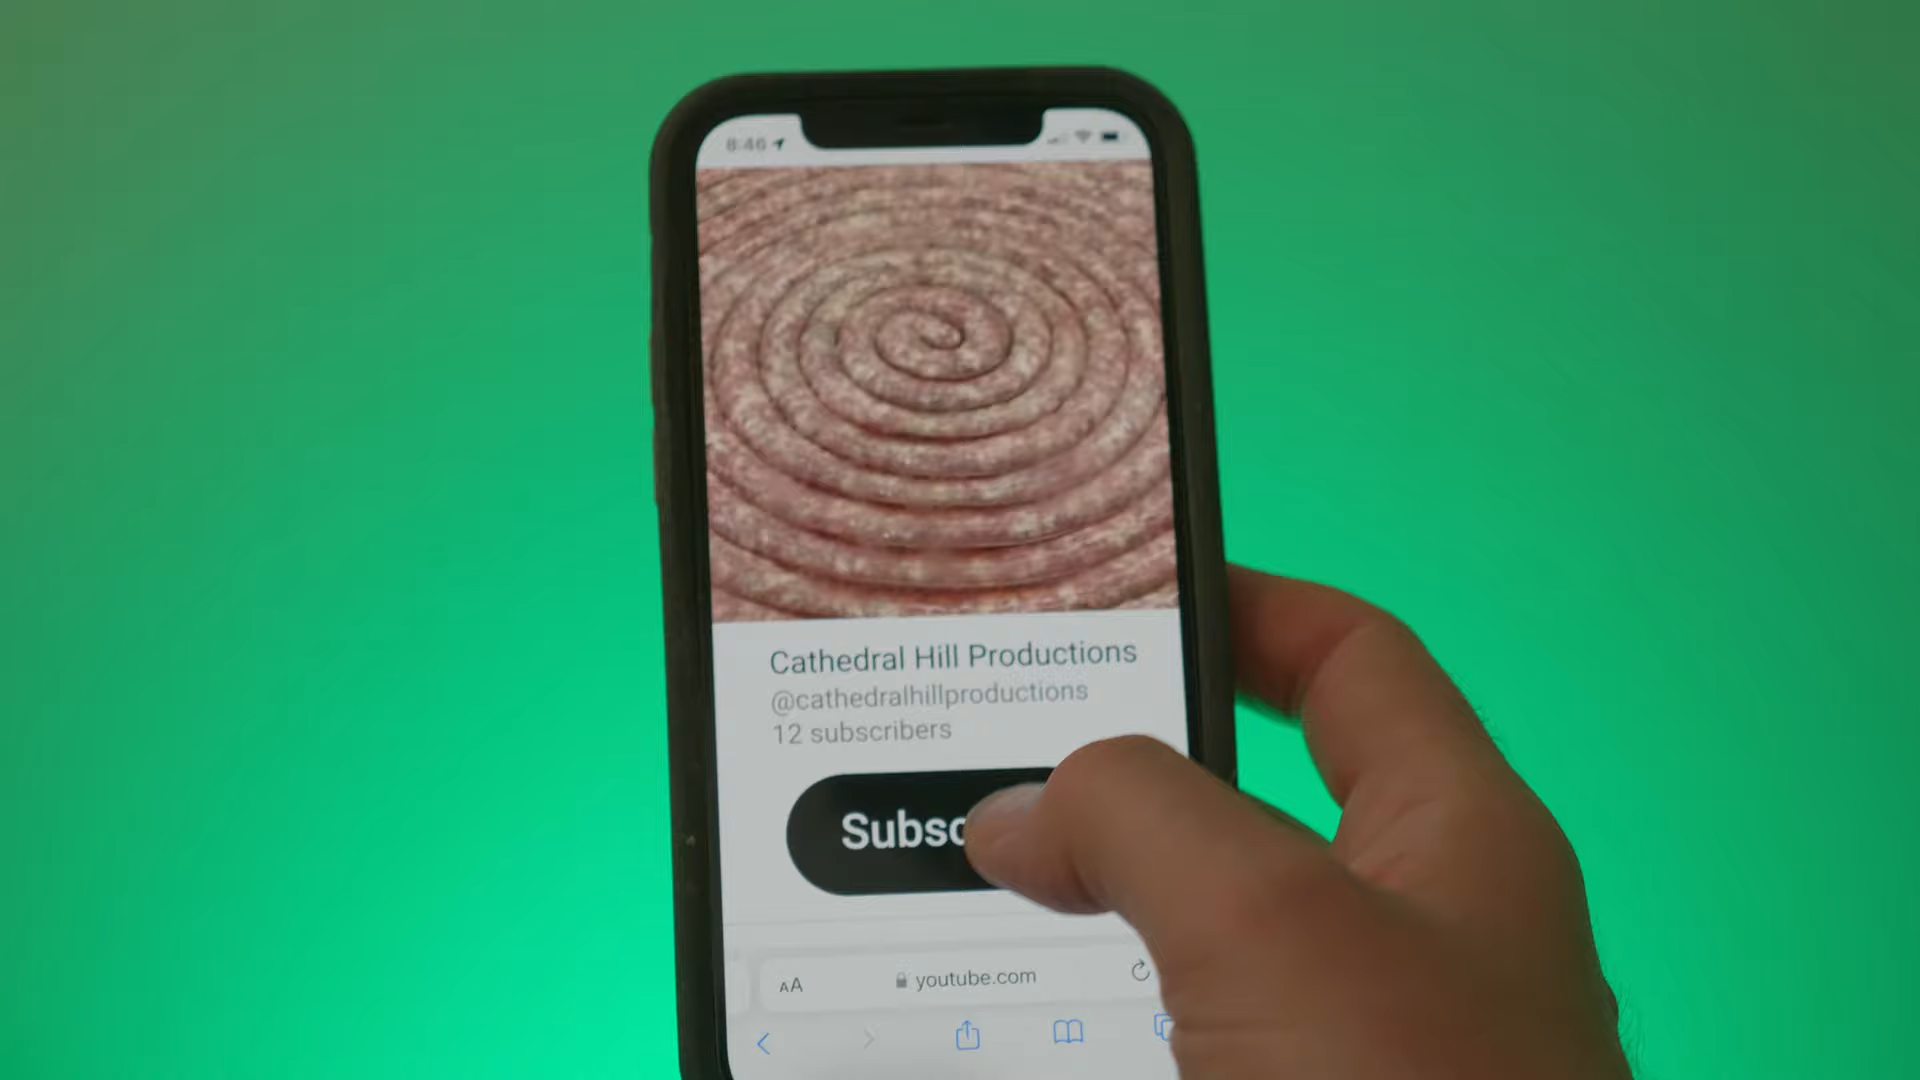 8:46
Cathedral Hill Productions
@cathedralhillproductions
12 subscribers
Subsc
AA
youtube.com